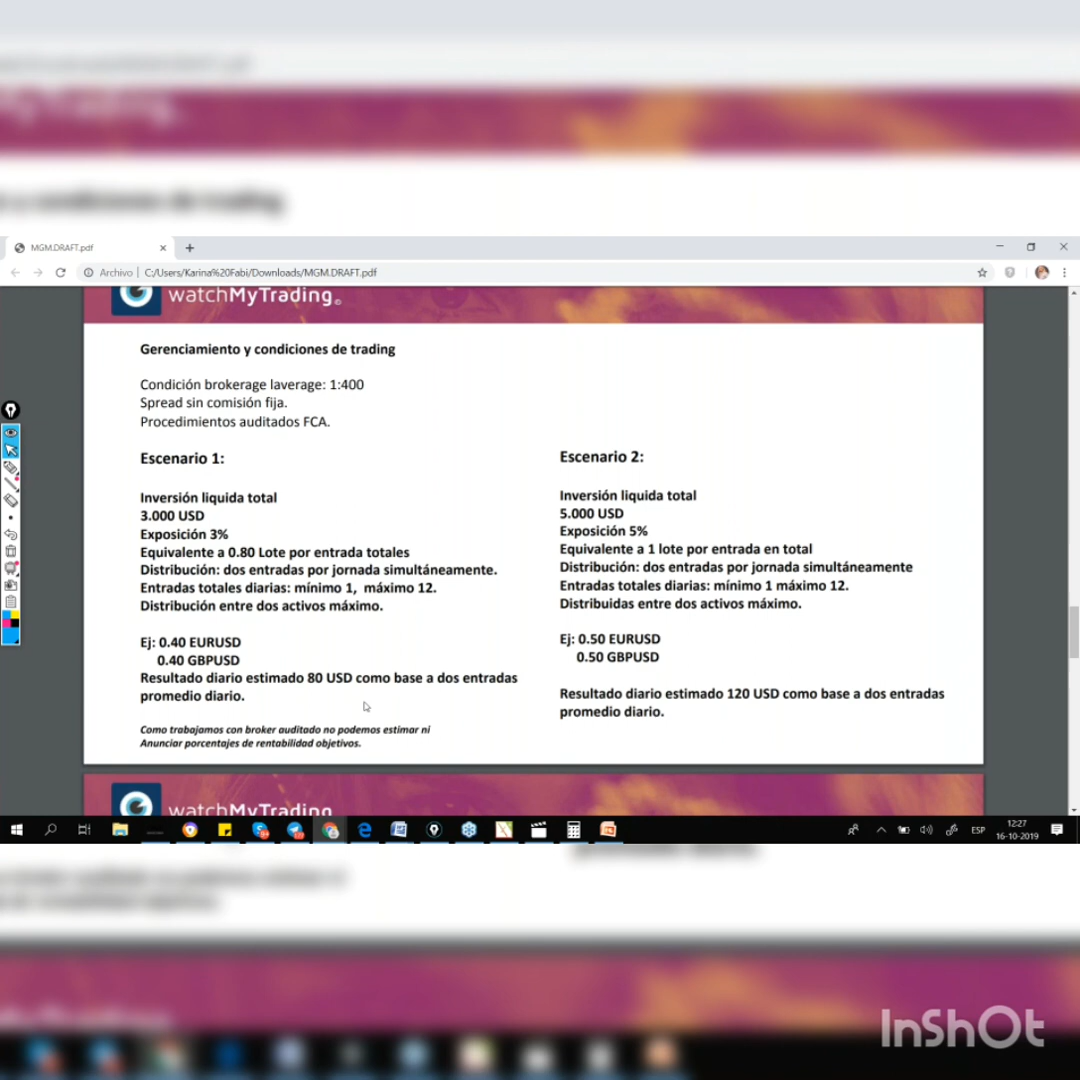 MGM.DRAFT.pdf
Archivo
C:/Users/Karina%20Fabi/Downloads/MGM.DRAFT.pdf
watchMyTrading®
Gerenciamiento y condiciones de trading
Condición brokerage laverage: 1:400
Spread sin comisión fija.
Procedimientos auditados FCA.
Escenario 1:
Inversión liquida total
3.000 USD
Exposición 3%
Equivalente a 0.80 Lote por entrada totales
Distribución: dos entradas por jornada simultáneamente.
Entradas totales diarias: mínimo 1, máximo 12.
Distribución entre dos activos máximo.
Ej: 0.40 EURUSD
0.40 GBPUSD
Resultado diario estimado 80 USD como base a dos entradas
promedio diario.
Como trabajamos con broker auditado no podemos estimar ni
Anunciar porcentajes de rentabilidad objetivos.
Escenario 2:
Inversión liquida total
5.000 USD
Exposición 5%
Equivalente a 1 lote por entrada en total
Distribución: dos entradas por jornada simultáneamente
Entradas totales diarias: mínimo 1 máximo 12.
Distribuidas entre dos activos máximo.
Ej: 0.50 EURUSD
0.50 GBPUSD
Resultado diario estimado 120 USD como base a dos entradas
promedio diario.
watchMyTrading
ESP
12:27
16-10-2019
InShOt